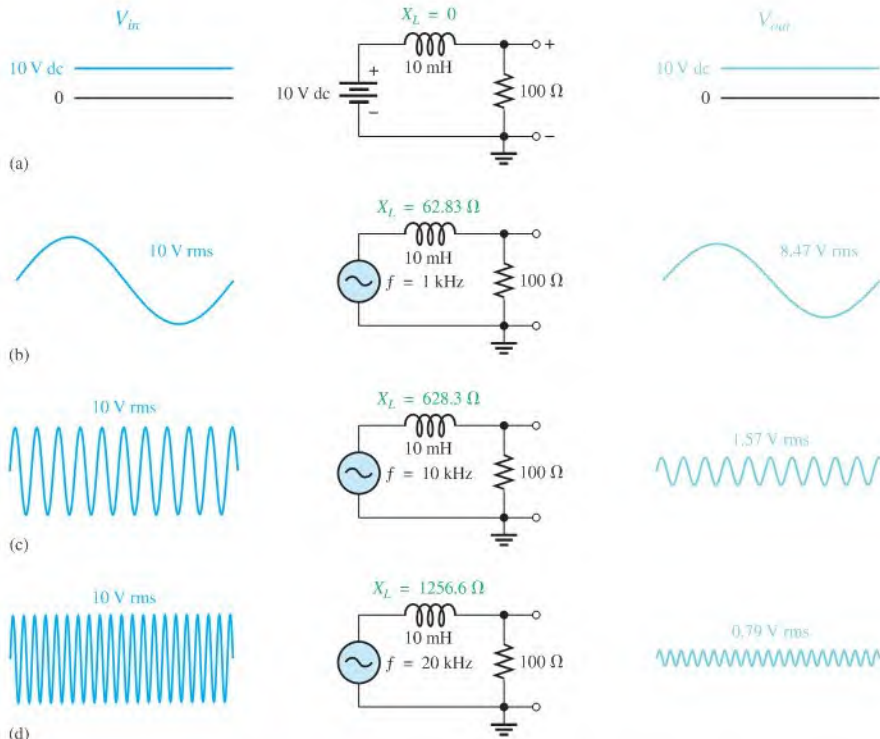 V_in
X_L = 0
V_out
10 V dc
0
10 mH
+
10 V dc
+
−
100 Ω
−
10 V dc
0
(a)
X_L = 62.83 Ω
10 V rms
10 mH
f = 1 kHz
100 Ω
8.47 V rms
(b)
X_L = 628.3 Ω
10 V rms
10 mH
f = 10 kHz
100 Ω
1.57 V rms
(c)
X_L = 1256.6 Ω
10 V rms
10 mH
f = 20 kHz
100 Ω
0.79 V rms
(d)